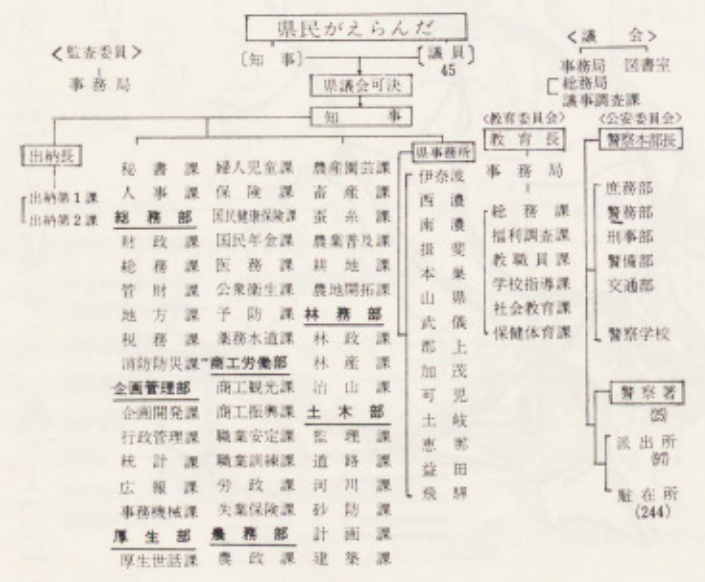 県民がえらんだ
〔知 事〕
〔議 員〕
45
県議会可決
知 事
<監査委員>
事務局
<議 会>
事務局 図書室
総務局
議事調査課
出納長
出納第1課
出納第2課
秘書課
人事課
総務部
財政課
総務課
管財課
地方課
税務課
消防防災課
企画管理部
企画開発課
行政管理課
統計課
広報課
事務機械課
厚生部
厚生世話課
婦人児童課
保険課
国民健康保険課
国民年金課
医務課
公衆衛生課
予防課
薬務水道課
商工労働部
商工観光課
商工振興課
職業安定課
職業訓練課
労政課
失業保険課
農務部
農政課
農産園芸課
畜産課
蚕糸課
農業普及課
耕地課
農地開拓課
林務部
林政課
林産課
治山課
土木部
監理課
道路課
河川課
砂防課
計画課
建築課
県事務所
伊奈波
西濃
南濃
揖斐
本巣
山県
武儀
郡上
加茂
可児
土岐
恵那
益田
飛騨
<教育委員会>
教育長
事務局
総務課
福利調査課
教職員課
学校指導課
社会教育課
保健体育課
<公安委員会>
警察本部長
庶務部
警務部
刑事部
警備部
交通部
警察学校
警察署
(25)
派出所
(97)
駐在所
(244)